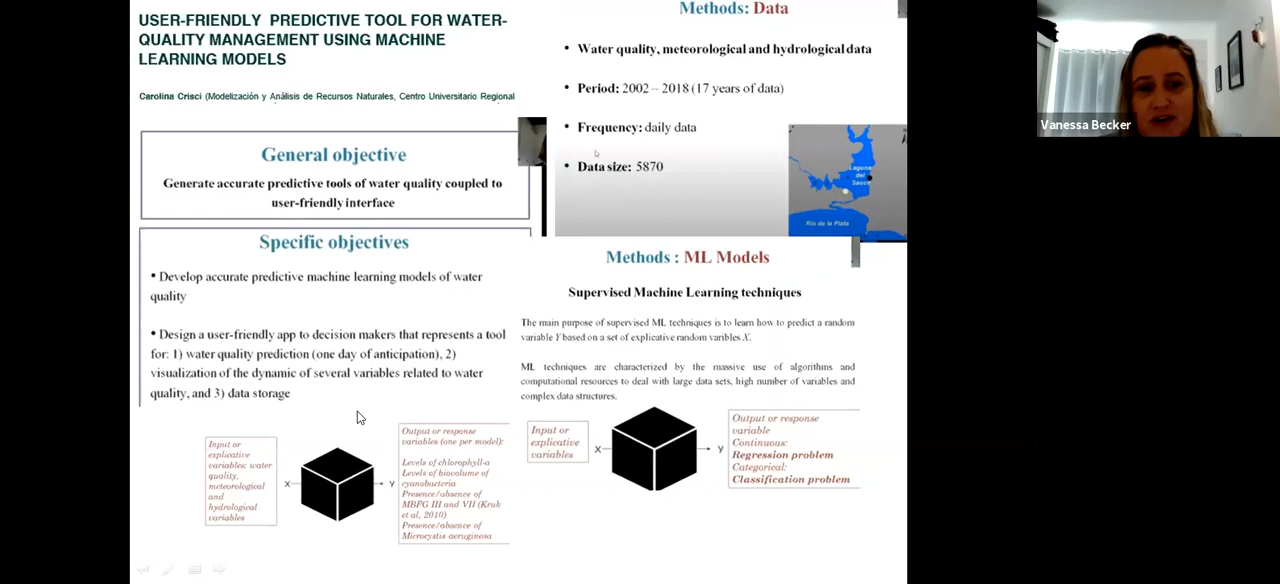 USER-FRIENDLY PREDICTIVE TOOL FOR WATER-
QUALITY MANAGEMENT USING MACHINE
LEARNING MODELS
Carolina Crisci (Modelización y Análisis de Recursos Naturales, Centro Universitario Regional
General objective
Generate accurate predictive tools of water quality coupled to
user-friendly interface
Specific objectives
• Develop accurate predictive machine learning models of water
quality
• Design a user-friendly app to decision makers that represents a tool
for: 1) water quality prediction (one day of anticipation), 2)
visualization of the dynamic of several variables related to water
quality, and 3) data storage
Input or
explicative
variables: water
quality,
meteorological
and
hydrological
variables
X
Y
Output or response
variables (one per model):
Levels of chlorophyll-a
Levels of biovolume of
cyanobacteria
Presence/absence of
MBFG III and VII (Kruk
et al, 2010)
Presence/absence of
Microcystis aeruginosa
Methods: Data
• Water quality, meteorological and hydrological data
• Period: 2002 – 2018 (17 years of data)
• Frequency: daily data
• Data size: 5870
Laguna
del
Sauce
Río de la Plata
Methods : ML Models
Supervised Machine Learning techniques
The main purpose of supervised ML techniques is to learn how to predict a random
variable Y based on a set of explicative random varibles X.
ML techniques are characterized by the massive use of algorithms and
computational resources to deal with large data sets, high number of variables and
complex data structures.
Input or
explicative
variables
X
Y
Output or response
variable
Continuous:
Regression problem
Categorical:
Classification problem
Vanessa Becker